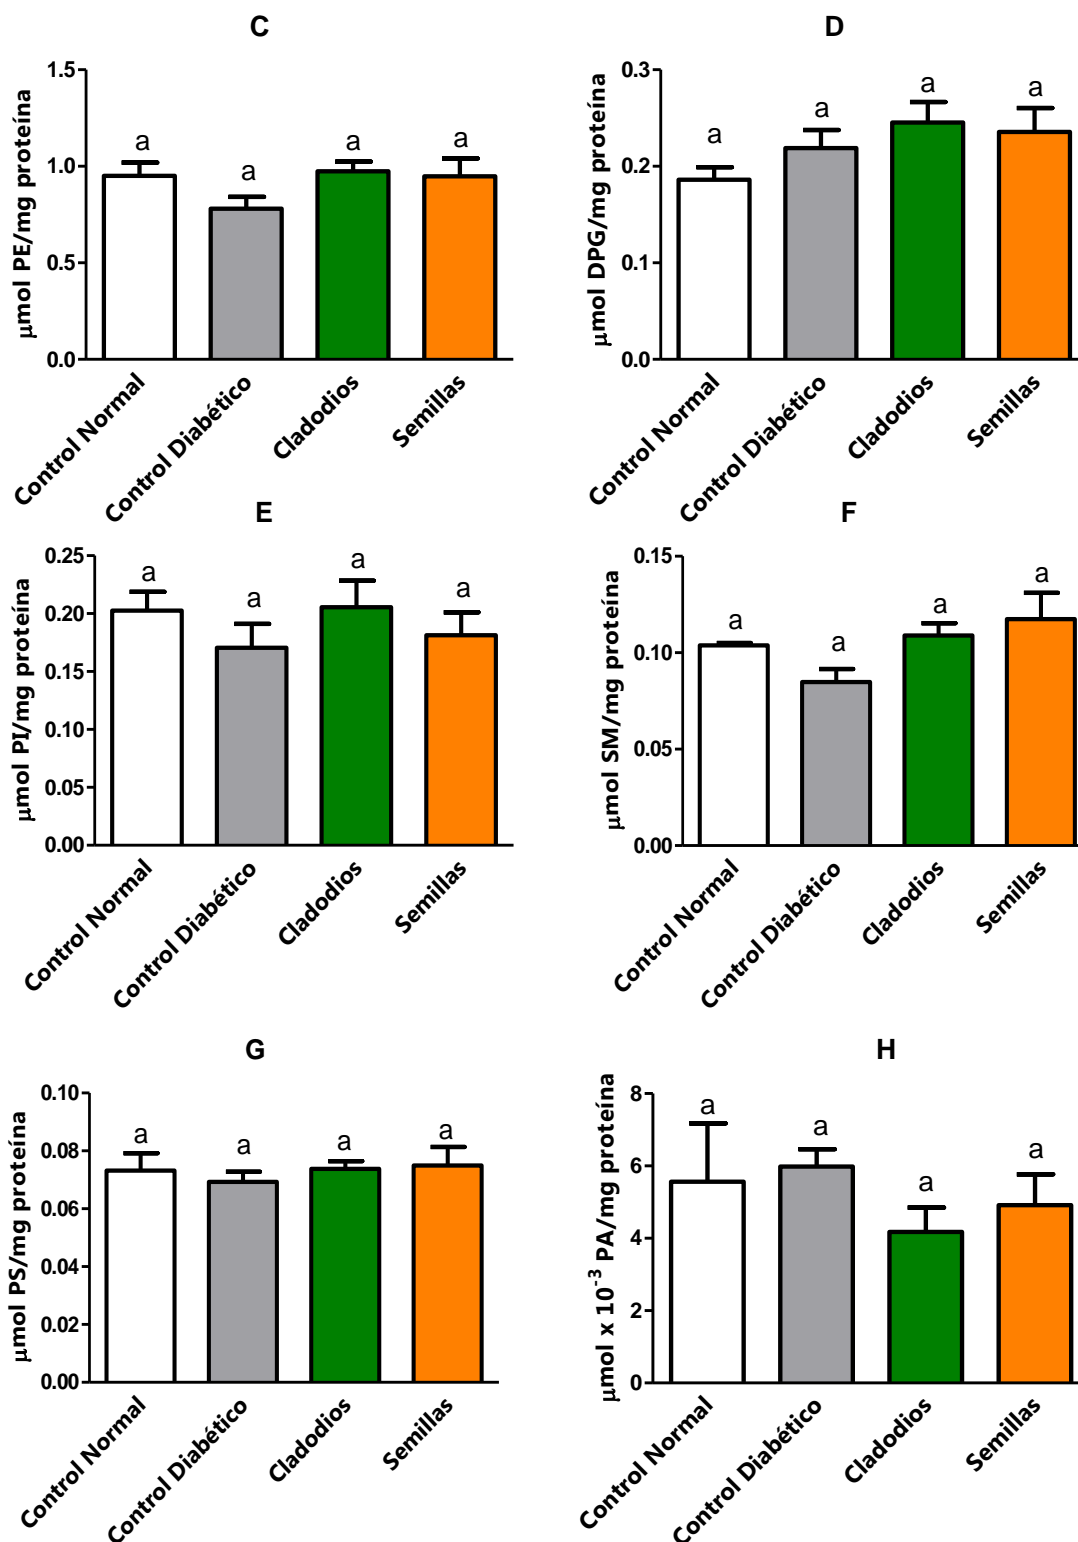 C
μmol PE/mg proteína
1.5
1.0
0.5
0.0
a
a
a
a
Control Normal
Control Diabético
Cladodios
Semillas
D
μmol DPG/mg proteína
0.3
0.2
0.1
0.0
a
a
a
a
Control Normal
Control Diabético
Cladodios
Semillas
E
μmol PI/mg proteína
0.25
0.20
0.15
0.10
0.05
0.00
a
a
a
a
Control Normal
Control Diabético
Cladodios
Semillas
F
μmol SM/mg proteína
0.15
0.10
0.05
0.00
a
a
a
a
Control Normal
Control Diabético
Cladodios
Semillas
G
μmol PS/mg proteína
0.10
0.08
0.06
0.04
0.02
0.00
a
a
a
a
Control Normal
Control Diabético
Cladodios
Semillas
H
μmol x 10⁻³ PA/mg proteína
8
6
4
2
0
a
a
a
a
Control Normal
Control Diabético
Cladodios
Semillas